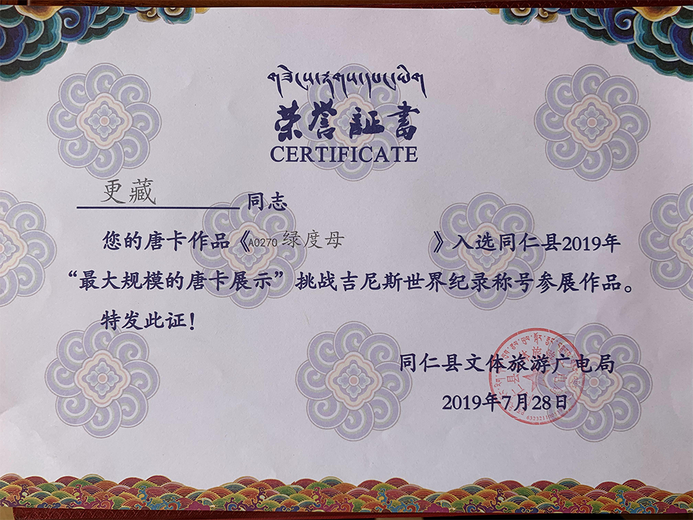 荣誉証書
CERTIFICATE
更藏 同志
您的唐卡作品《A0270 绿度母 》入选同仁县2019年
“最大规模的唐卡展示”挑战吉尼斯世界纪录称号参展作品。
特发此证！
同仁县文体旅游广电局
2019年7月28日